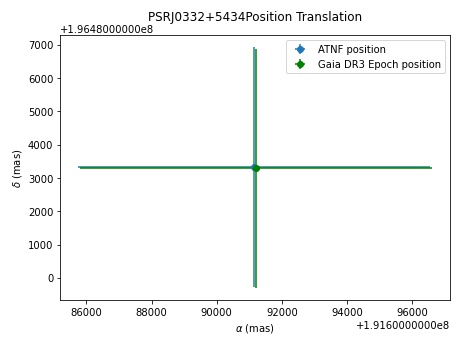 PSRJ0332+5434Position Translation
+1.9648000000e8
7000
6000
5000
4000
3000
2000
1000
0
δ (mas)
ATNF position
Gaia DR3 Epoch position
86000 88000 90000 92000 94000 96000
α (mas)
+1.9160000000e8